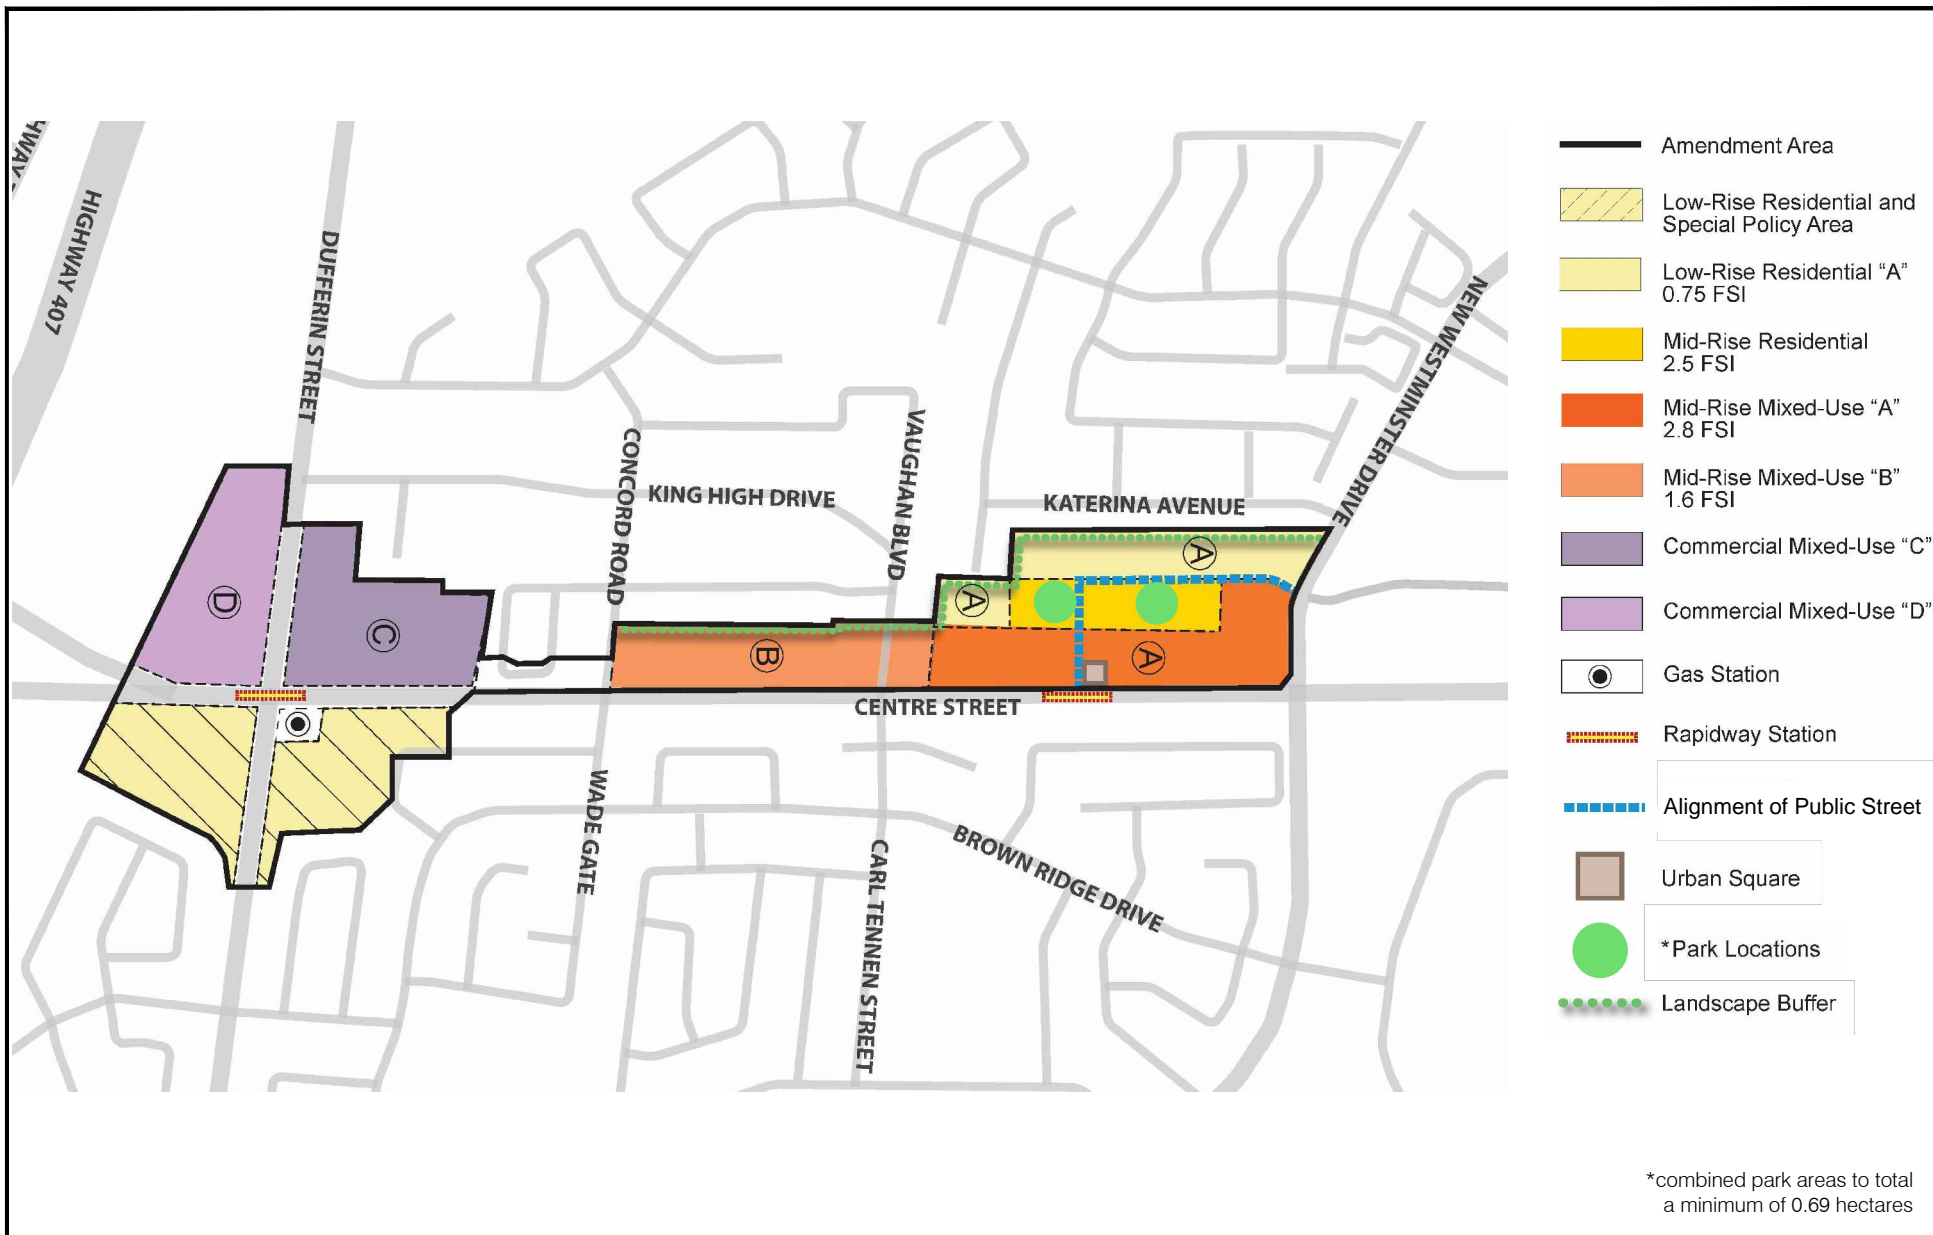 HIGHWAY 407
DUFFERIN STREET
CONCORD ROAD
KING HIGH DRIVE
VAUGHAN BLVD
KATERINA AVENUE
NEW WESTMINSTER DRIVE
D
C
B
A
A
A
CENTRE STREET
WADE GATE
CARL TENNEN STREET
BROWN RIDGE DRIVE
Amendment Area
Low-Rise Residential and
Special Policy Area
Low-Rise Residential “A”
0.75 FSI
Mid-Rise Residential
2.5 FSI
Mid-Rise Mixed-Use “A”
2.8 FSI
Mid-Rise Mixed-Use “B”
1.6 FSI
Commercial Mixed-Use “C”
Commercial Mixed-Use “D”
Gas Station
Rapidway Station
Alignment of Public Street
Urban Square
*Park Locations
Landscape Buffer
*combined park areas to total
a minimum of 0.69 hectares